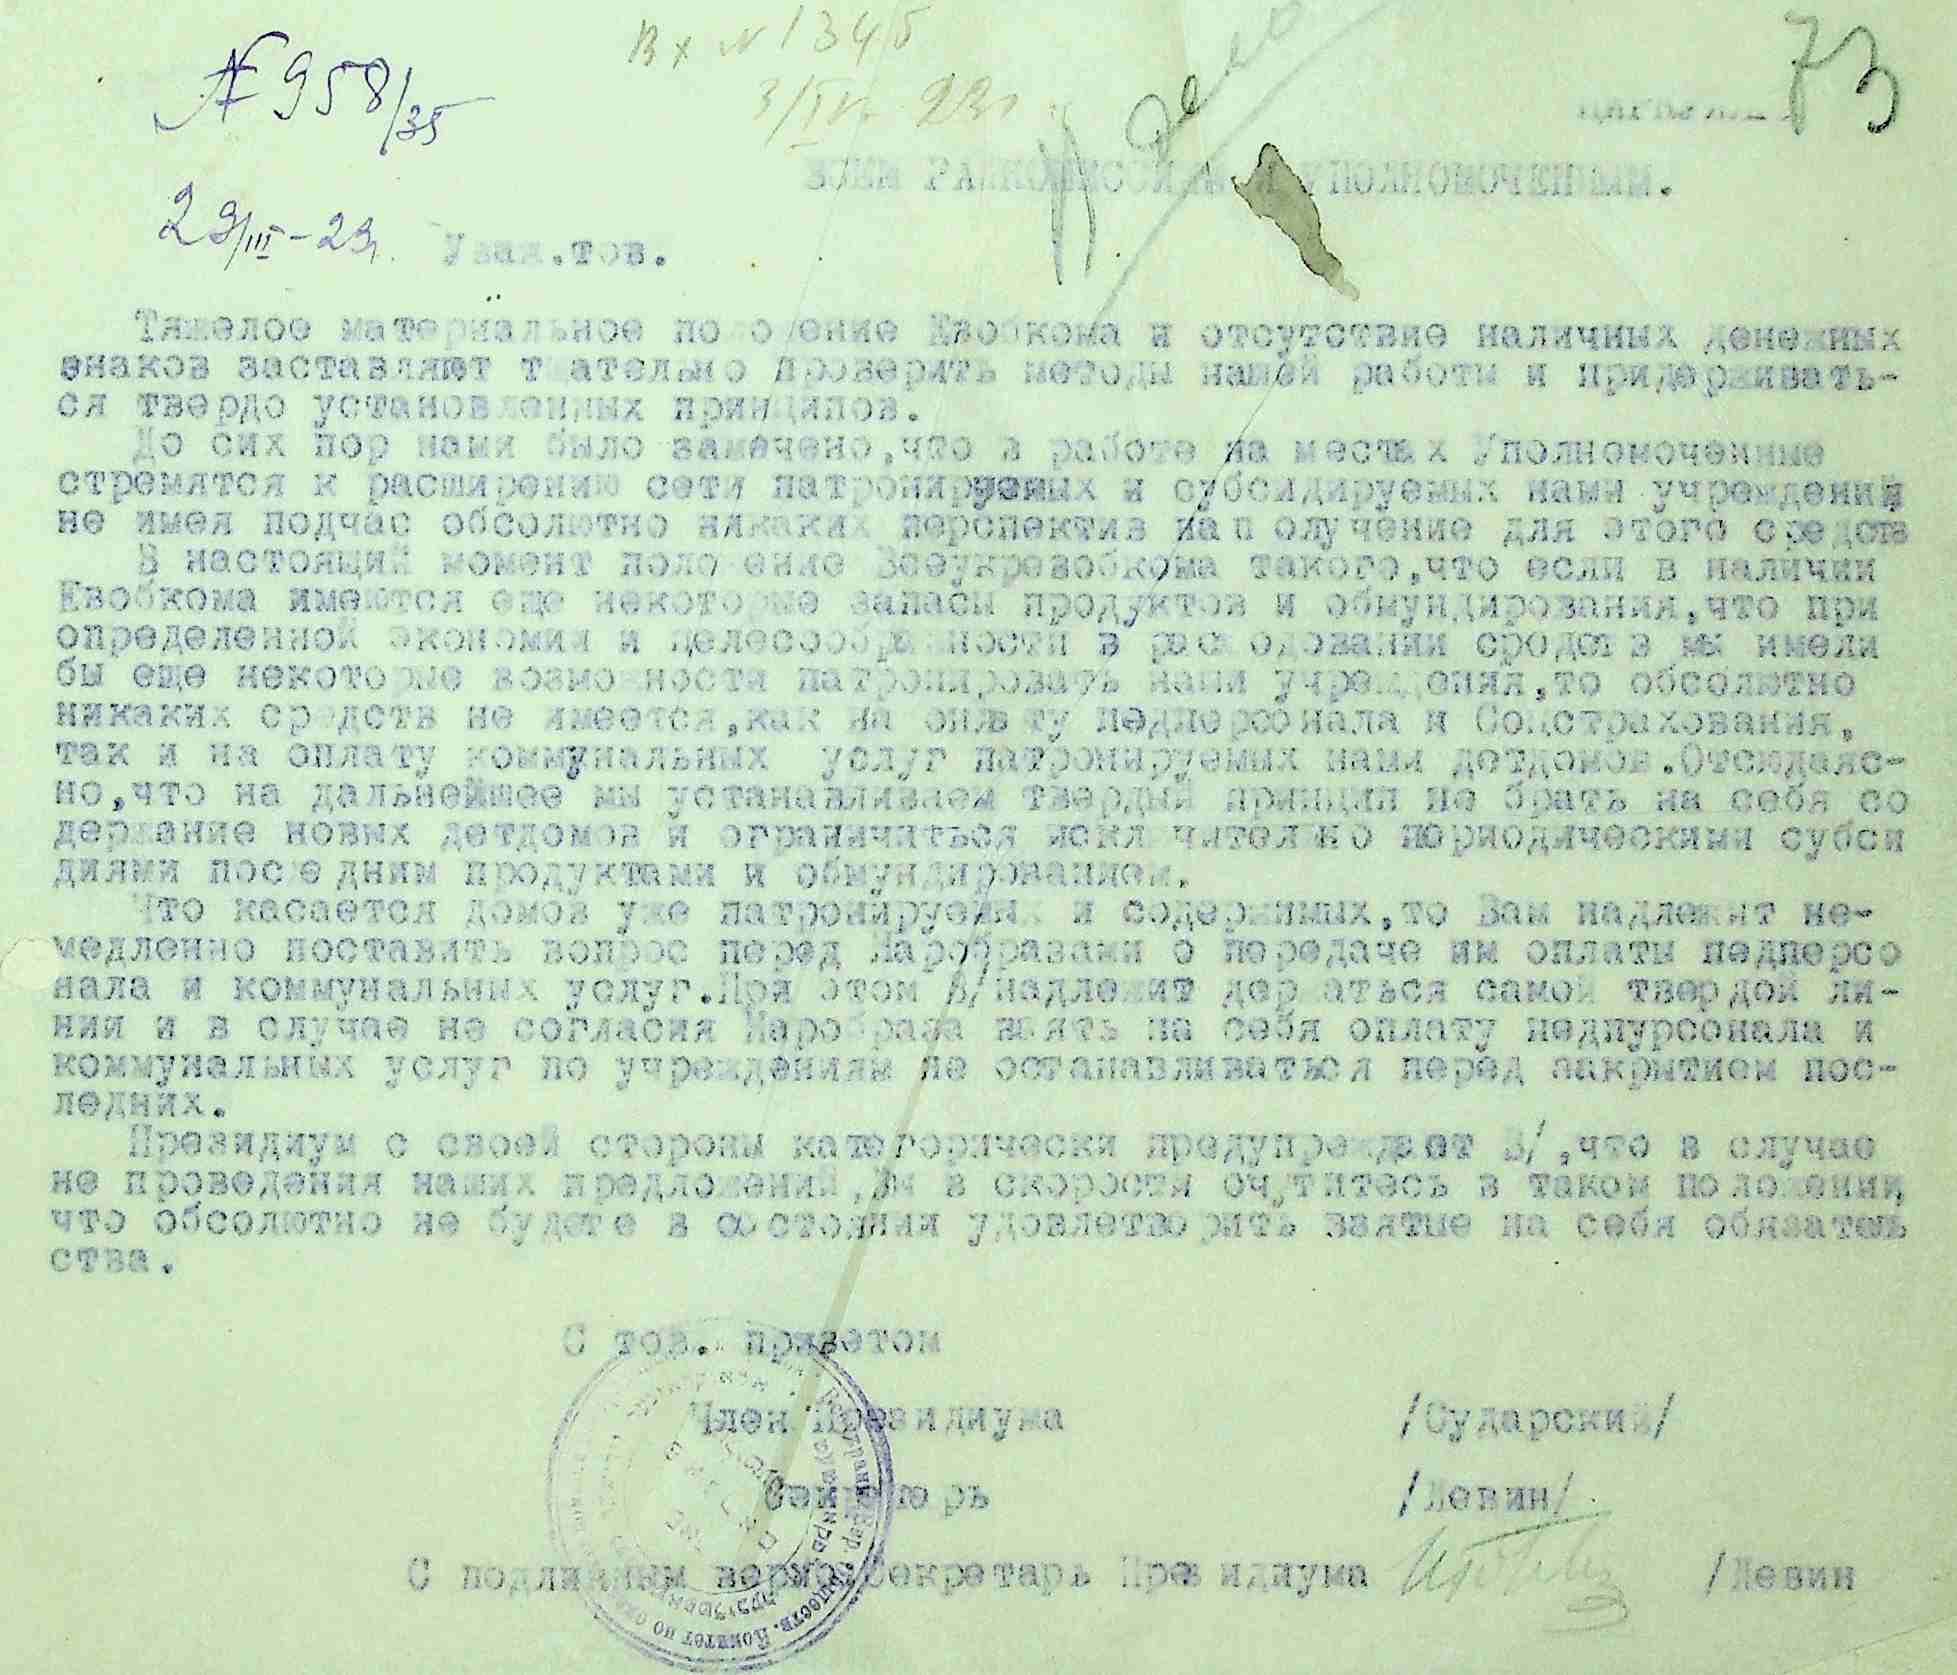 № 958/35
Вх № 1345
3/IV- 23г
73
К делу
ВСЕМ РАЙКОМИССИЯМ И УПОЛНОМОЧЕННЫМ.
29/III-23г.
Уваж.тов.
Тяжелое материальное положение Евобкома и отсутствие наличных денежных
знаков заставляют тщательно проверить методы нашей работы и придерживать-
ся твердо установленных принципов.
До сих пор нами было замечено,что в работе на местах Уполномоченные
стремятся к расширению сети патронируемых и субсидируемых нами учреждений
не имея подчас обсолютно никаких перспектив на получение для этого средств
В настоящий момент положение Всеукревобкома такого,что если в наличии
Евобкома имеются еще некоторые запасы продуктов и обмундирования,что при
определенной экономии и целесообразности в расходовании средств мы имели
бы еще некоторые возможности патронировать нами учреждения,то обсолютно
никаких средств не имеется,как на оплату педперсонала и Соцстрахования,
так и на оплату коммунальных услуг патронируемых нами детдомов.Отсюдаяс-
но,что на дальнейшее мы устанавливаем твердый принцип не брать на себя со
держание новых детдомов и ограничиться исключительно периодическими субси
диями последним продуктами и обмундированием.
Что касается домов уже патронируемых и содержимых,то Вам надлежит не-
медленно поставить вопрос перед Наробразами о передаче им оплаты педперсо
нала и коммунальных услуг.При этом В/надлежит держаться самой твердой ли-
нии и в случае не согласия Наробраза взять на себя оплату педпурсонала и
коммунальных услуг по учреждениям не останавливаться перед закрытием пос-
ледних.
Президиум с своей стороны категорически предупреждает В/,что в случае
не проведения наших предложений,Вы в скорости очутитесь в таком положении,
что обсолютно не будете в состоянии удовлетворить взятые на себя обязатель
ства.
С тов. приветом
Член Президиума /Сударский/
Секретарь /Левин/
С подлинным верно:Секретарь Президиума /Левин